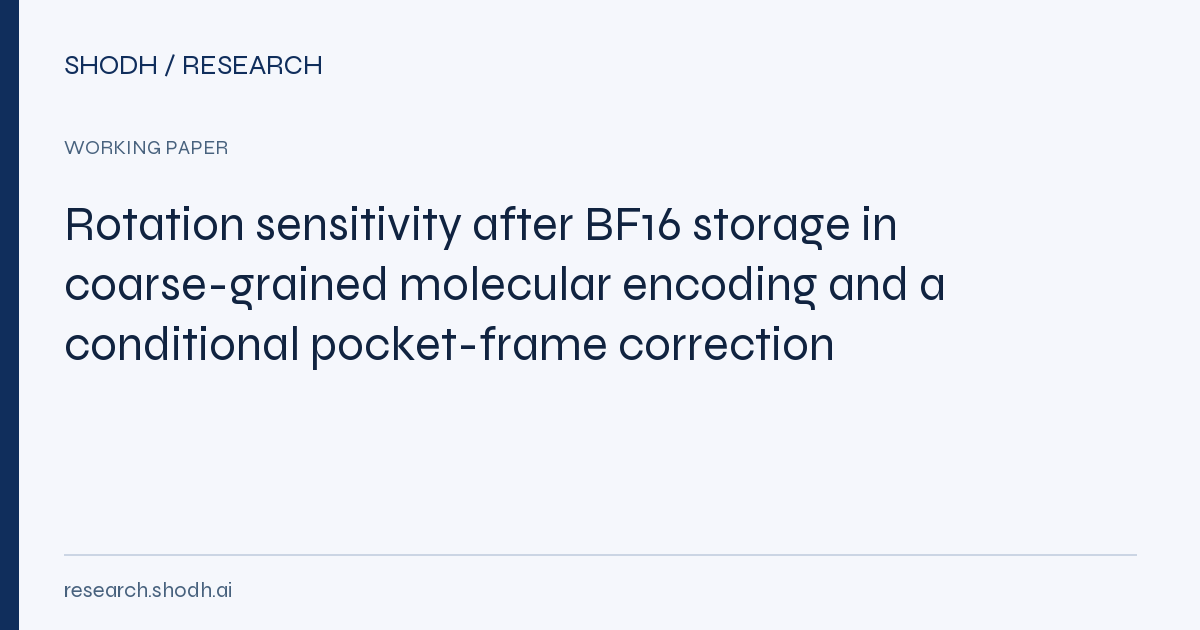 SHODH / RESEARCH
WORKING PAPER
Rotation sensitivity after BF16 storage in
coarse-grained molecular encoding and a
conditional pocket-frame correction
research.shodh.ai